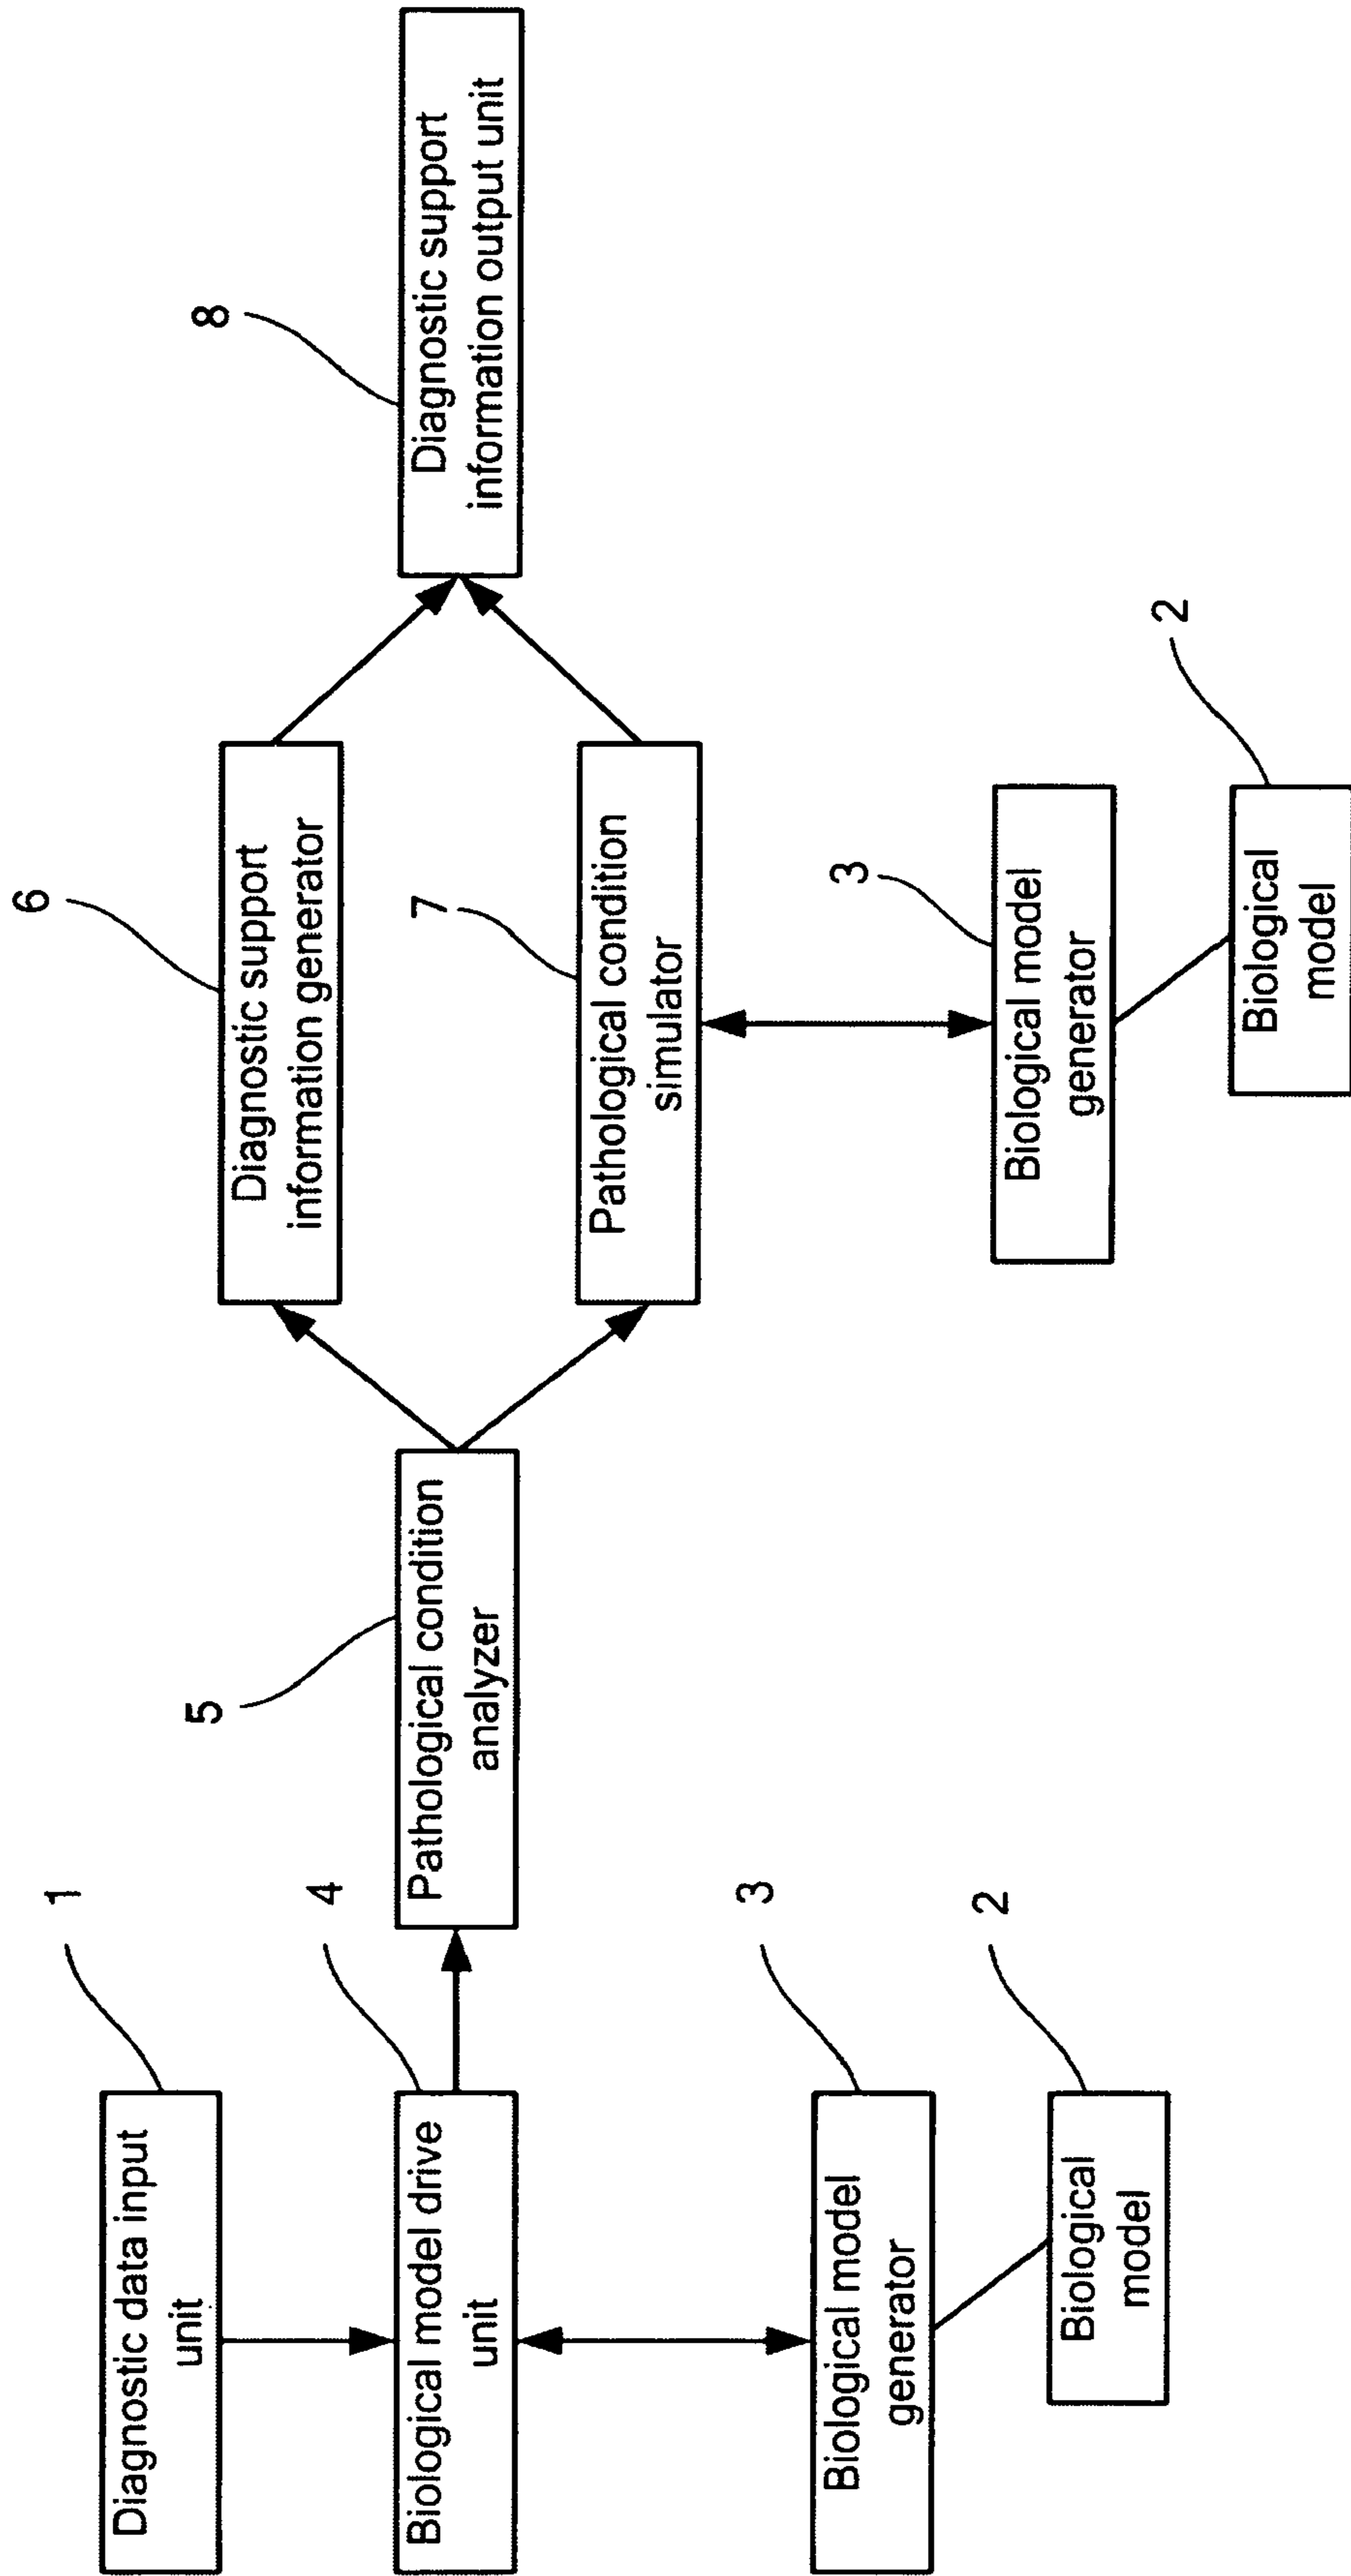 1
Diagnostic data input
unit
4
Biological model drive
unit
3
Biological model
generator
2
Biological
model
5
Pathological condition
analyzer
6
Diagnostic support
information generator
7
Pathological condition
simulator
3
Biological model
generator
2
Biological
model
8
Diagnostic support
information output unit